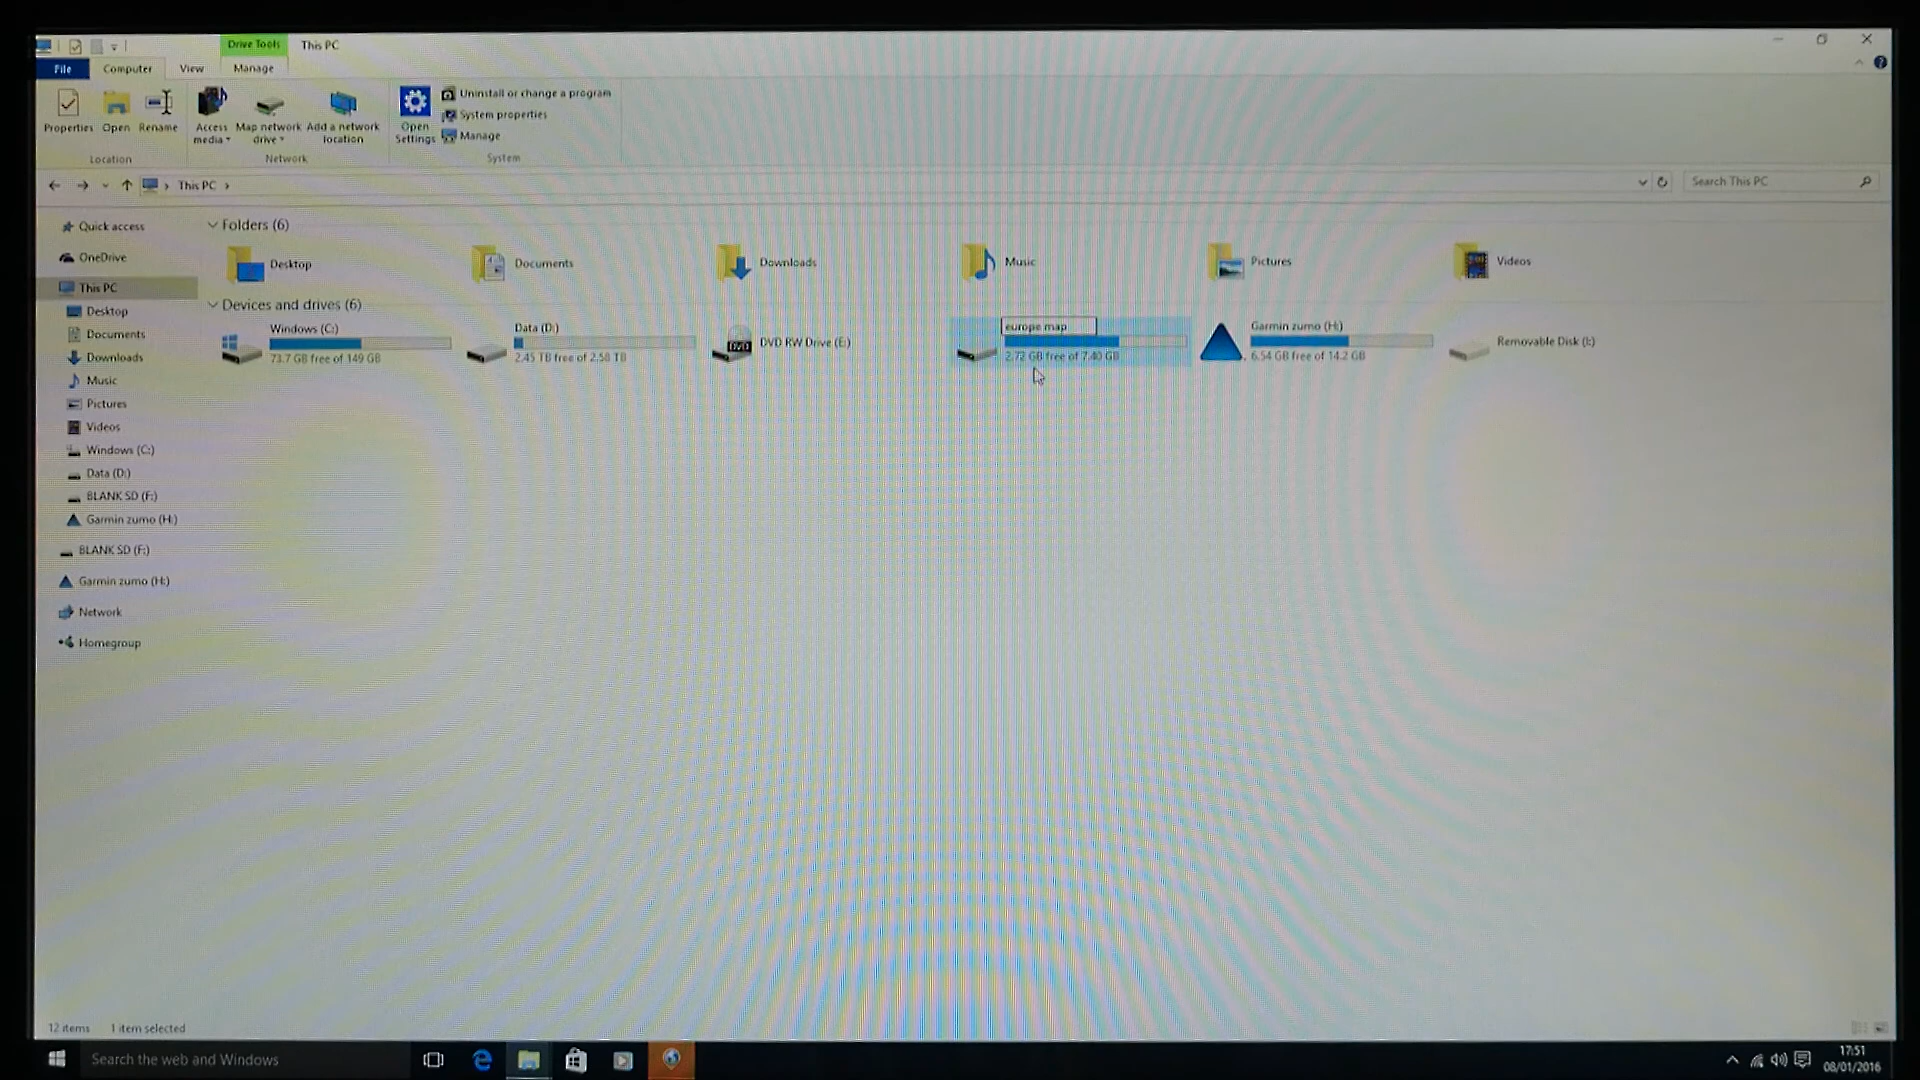 Drive Tools This PC
File Computer View Manage
Properties Open Rename Access media Map network drive Add a network location Open Settings Uninstall or change a program
System properties
Manage
Location Network System
This PC Search This PC
Quick access
OneDrive
This PC
Desktop
Documents
Downloads
Music
Pictures
Videos
Windows (C:)
Data (D:)
BLANK SD (F:)
Garmin zumo (H:)
BLANK SD (F:)
Garmin zumo (H:)
Network
Homegroup
Folders (6)
Desktop Documents Downloads Music Pictures Videos
Devices and drives (6)
Windows (C:)
73.7 GB free of 149 GB
Data (D:)
2.45 TB free of 2.58 TB
DVD
DVD RW Drive (E:)
europe map
2.72 GB free of 7.40 GB
Garmin zumo (H:)
6.54 GB free of 14.2 GB
Removable Disk (I:)
12 items 1 item selected
Search the web and Windows
17:51
08/01/2016